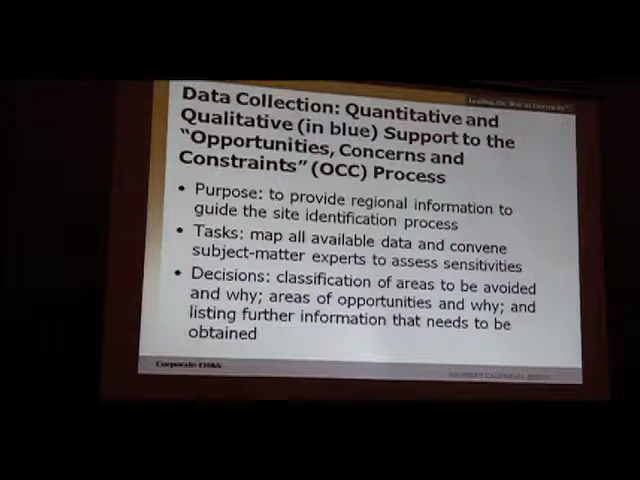 Data Collection: Quantitative and
Qualitative (in blue) Support to the
"Opportunities, Concerns and
Constraints" (OCC) Process
• Purpose: to provide regional information to
guide the site identification process
• Tasks: map all available data and convene
subject-matter experts to assess sensitivities
• Decisions: classification of areas to be avoided
and why; areas of opportunities and why; and
listing further information that needs to be
obtained
Corporate